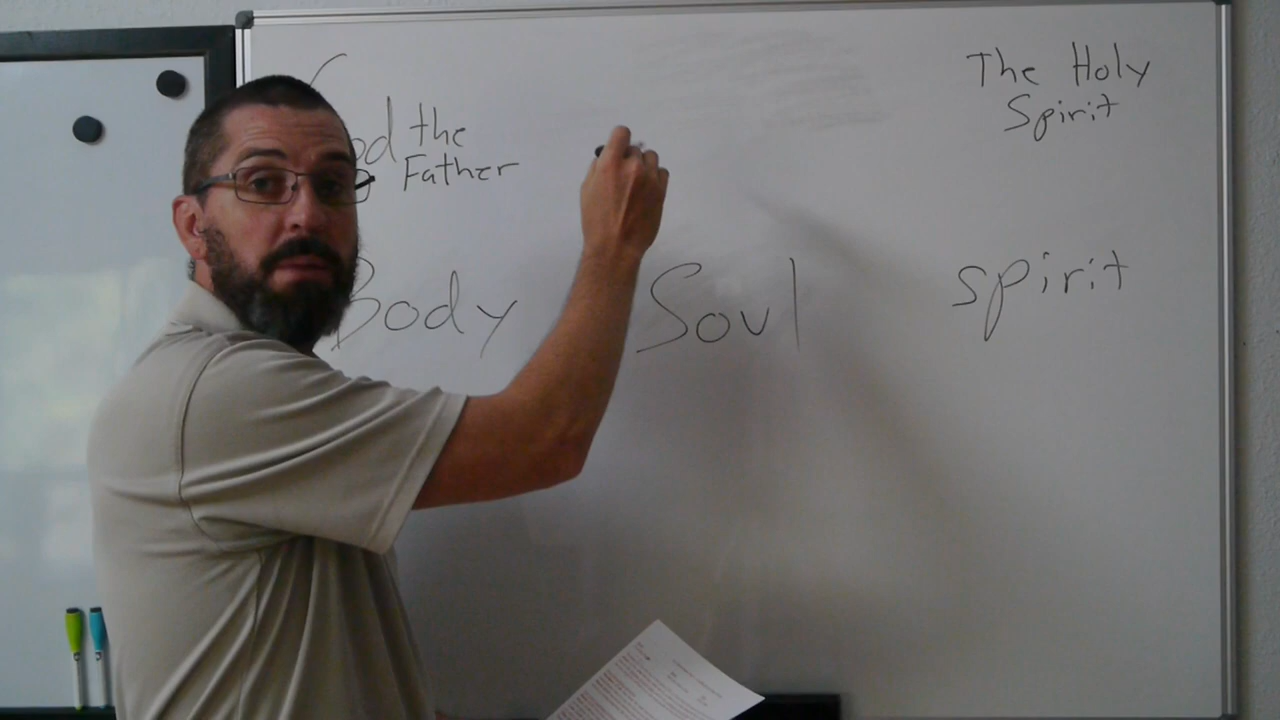 the
Father
The Holy
Spirit
Body Soul spirit